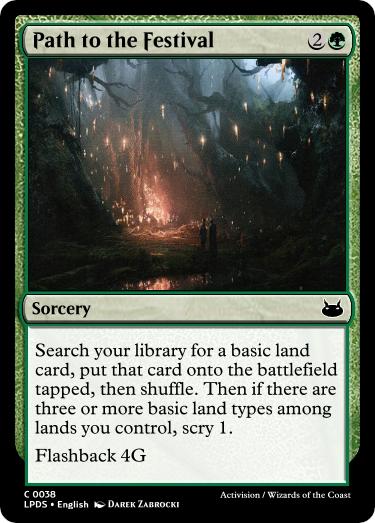 Path to the Festival 2
Sorcery
Search your library for a basic land
card, put that card onto the battlefield
tapped, then shuffle. Then if there are
three or more basic land types among
lands you control, scry 1.
Flashback 4G
C 0038
LPDS • English Darek Zabrocki
Activision / Wizards of the Coast